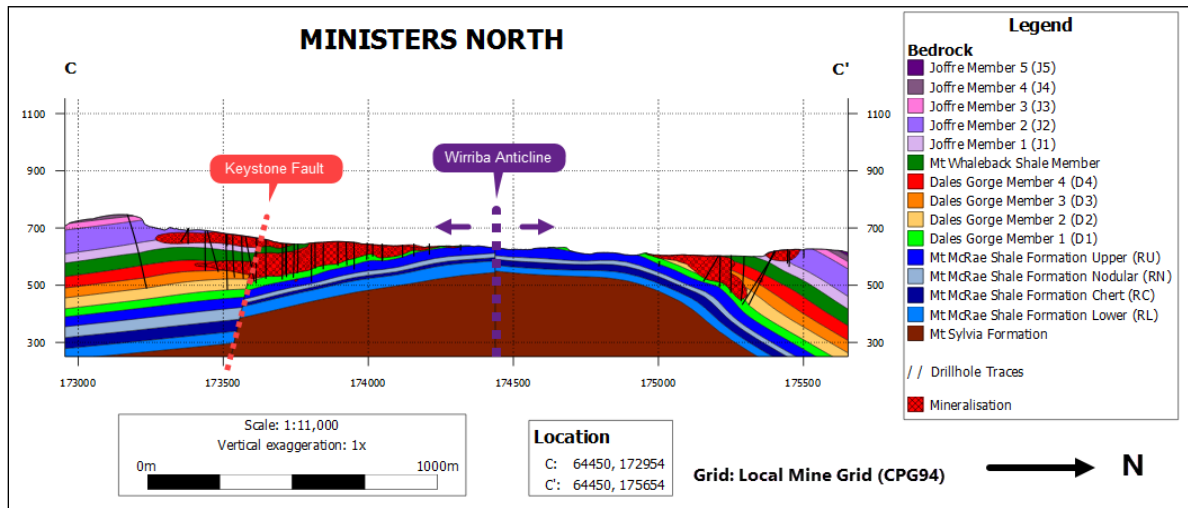 MINISTERS NORTH
C
C'
1100
900
700
500
300
1100
900
700
500
300
Keystone Fault
Wirriba Anticline
173000
173500
174000
174500
175000
175500
Scale: 1:11,000
Vertical exaggeration: 1x
0m
1000m
Location
C: 64450, 172954
C': 64450, 175654
Grid: Local Mine Grid (CPG94)
N
Legend
Bedrock
Joffre Member 5 (J5)
Joffre Member 4 (J4)
Joffre Member 3 (J3)
Joffre Member 2 (J2)
Joffre Member 1 (J1)
Mt Whaleback Shale Member
Dales Gorge Member 4 (D4)
Dales Gorge Member 3 (D3)
Dales Gorge Member 2 (D2)
Dales Gorge Member 1 (D1)
Mt McRae Shale Formation Upper (RU)
Mt McRae Shale Formation Nodular (RN)
Mt McRae Shale Formation Chert (RC)
Mt McRae Shale Formation Lower (RL)
Mt Sylvia Formation
/ / Drillhole Traces
Mineralisation